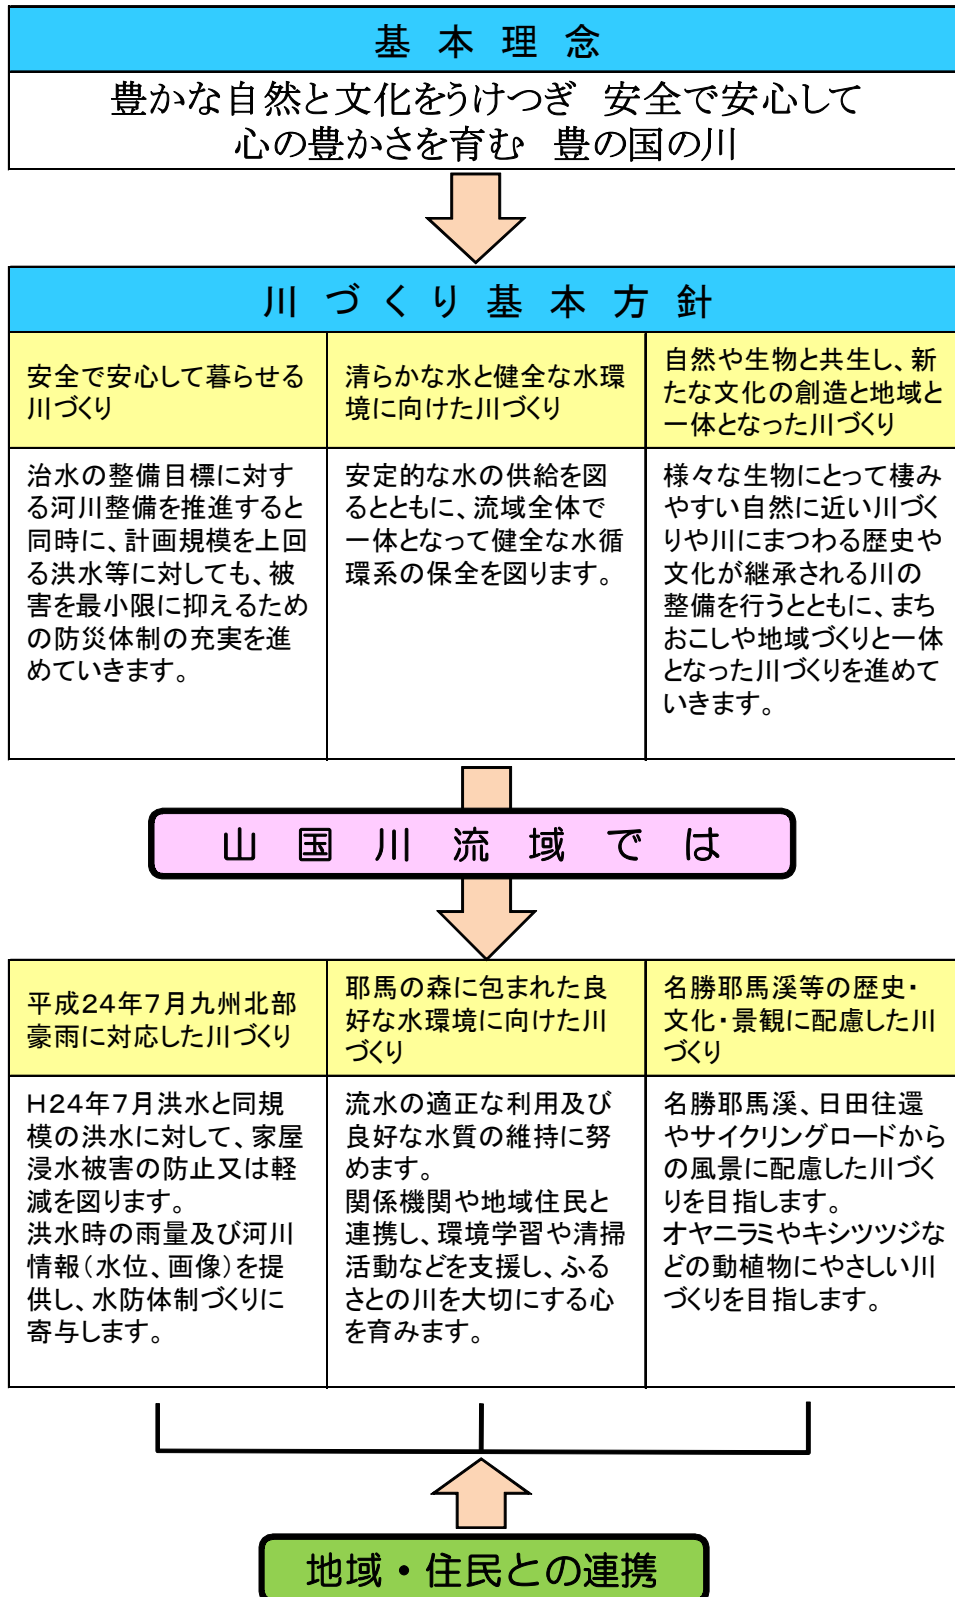 基本理念
豊かな自然と文化をうけつぎ　安全で安心して
心の豊かさを育む　豊の国の川
川づくり基本方針
安全で安心して暮らせる
川づくり
清らかな水と健全な水環
境に向けた川づくり
自然や生物と共生し、新
たな文化の創造と地域と
一体となった川づくり
治水の整備目標に対す
る河川整備を推進すると
同時に、計画規模を上回
る洪水等に対しても、被
害を最小限に抑えるため
の防災体制の充実を進
めていきます。
安定的な水の供給を図
るとともに、流域全体で
一体となって健全な水循
環系の保全を図ります。
様々な生物にとって棲み
やすい自然に近い川づく
りや川にまつわる歴史や
文化が継承される川の
整備を行うとともに、まち
おこしや地域づくりと一体
となった川づくりを進めて
いきます。
山国川流域では
平成24年7月九州北部
豪雨に対応した川づくり
耶馬の森に包まれた良
好な水環境に向けた川
づくり
名勝耶馬溪等の歴史・
文化・景観に配慮した川
づくり
H24年7月洪水と同規
模の洪水に対して、家屋
浸水被害の防止又は軽
減を図ります。
洪水時の雨量及び河川
情報（水位、画像）を提
供し、水防体制づくりに
寄与します。
流水の適正な利用及び
良好な水質の維持に努
めます。
関係機関や地域住民と
連携し、環境学習や清掃
活動などを支援し、ふる
さとの川を大切にする心
を育みます。
名勝耶馬溪、日田往還
やサイクリングロードから
の風景に配慮した川づく
りを目指します。
オヤニラミやキシツツジな
どの動植物にやさしい川
づくりを目指します。
地域・住民との連携